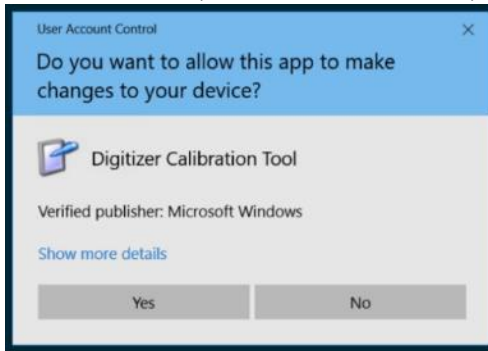 User Account Control
Do you want to allow this app to make
changes to your device?
Digitizer Calibration Tool
Verified publisher: Microsoft Windows
Show more details
Yes
No